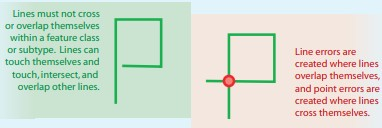 Lines must not cross
or overlap themselves
within a feature class
or subtype. Lines can
touch themselves and
touch, intersect, and
overlap other lines.
Line errors are
created where lines
overlap themselves,
and point errors are
created where lines
cross themselves.